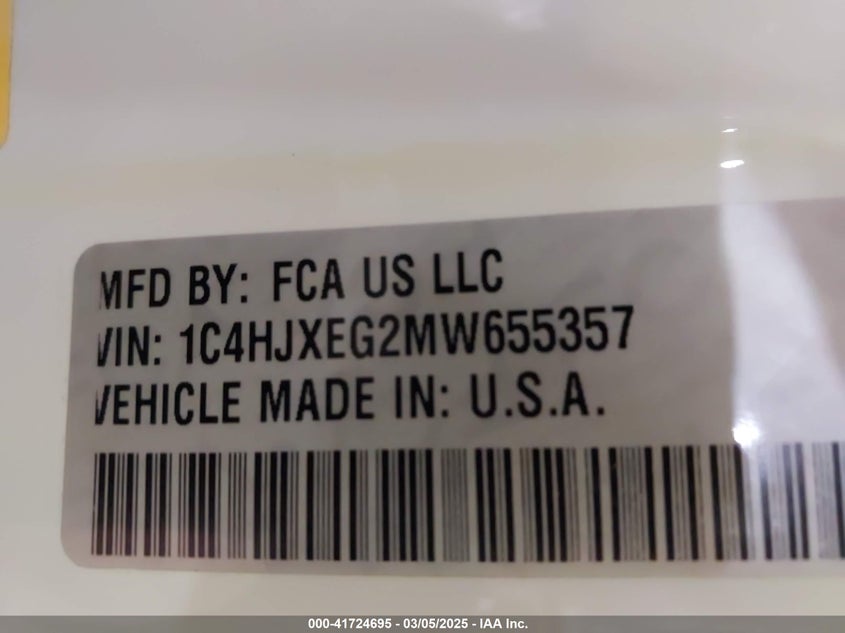 MFD BY: FCA US LLC
VIN: 1C4HJXEG2MW655357
VEHICLE MADE IN: U.S.A.
000-41724695 - 03/05/2025 - IAA Inc.